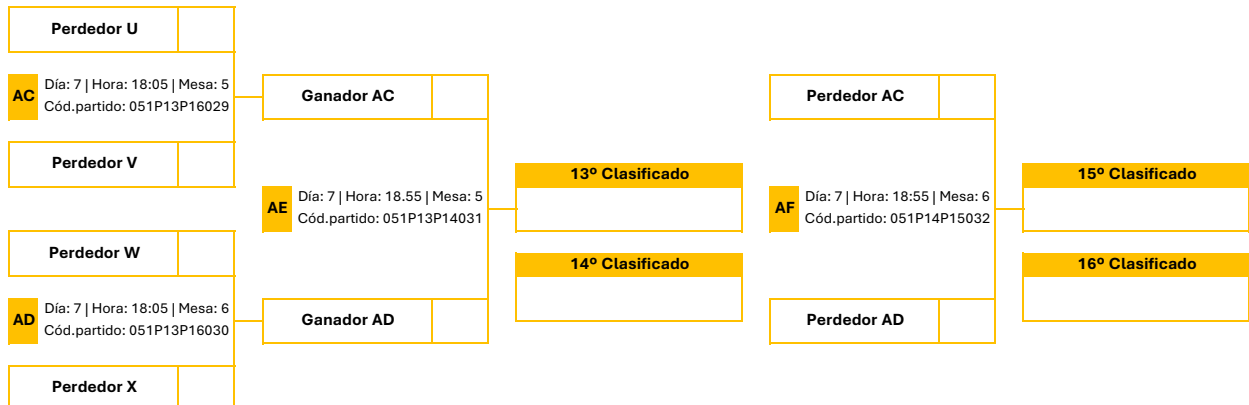 Perdedor U
AC
Día: 7 | Hora: 18:05 | Mesa: 5
Cód.partido: 051P13P16029
Perdedor V
Perdedor W
AD
Día: 7 | Hora: 18:05 | Mesa: 6
Cód.partido: 051P13P16030
Perdedor X
Ganador AC
AE
Día: 7 | Hora: 18.55 | Mesa: 5
Cód.partido: 051P13P14031
Ganador AD
13º Clasificado
14º Clasificado
Perdedor AC
AF
Día: 7 | Hora: 18:55 | Mesa: 6
Cód.partido: 051P14P15032
Perdedor AD
15º Clasificado
16º Clasificado